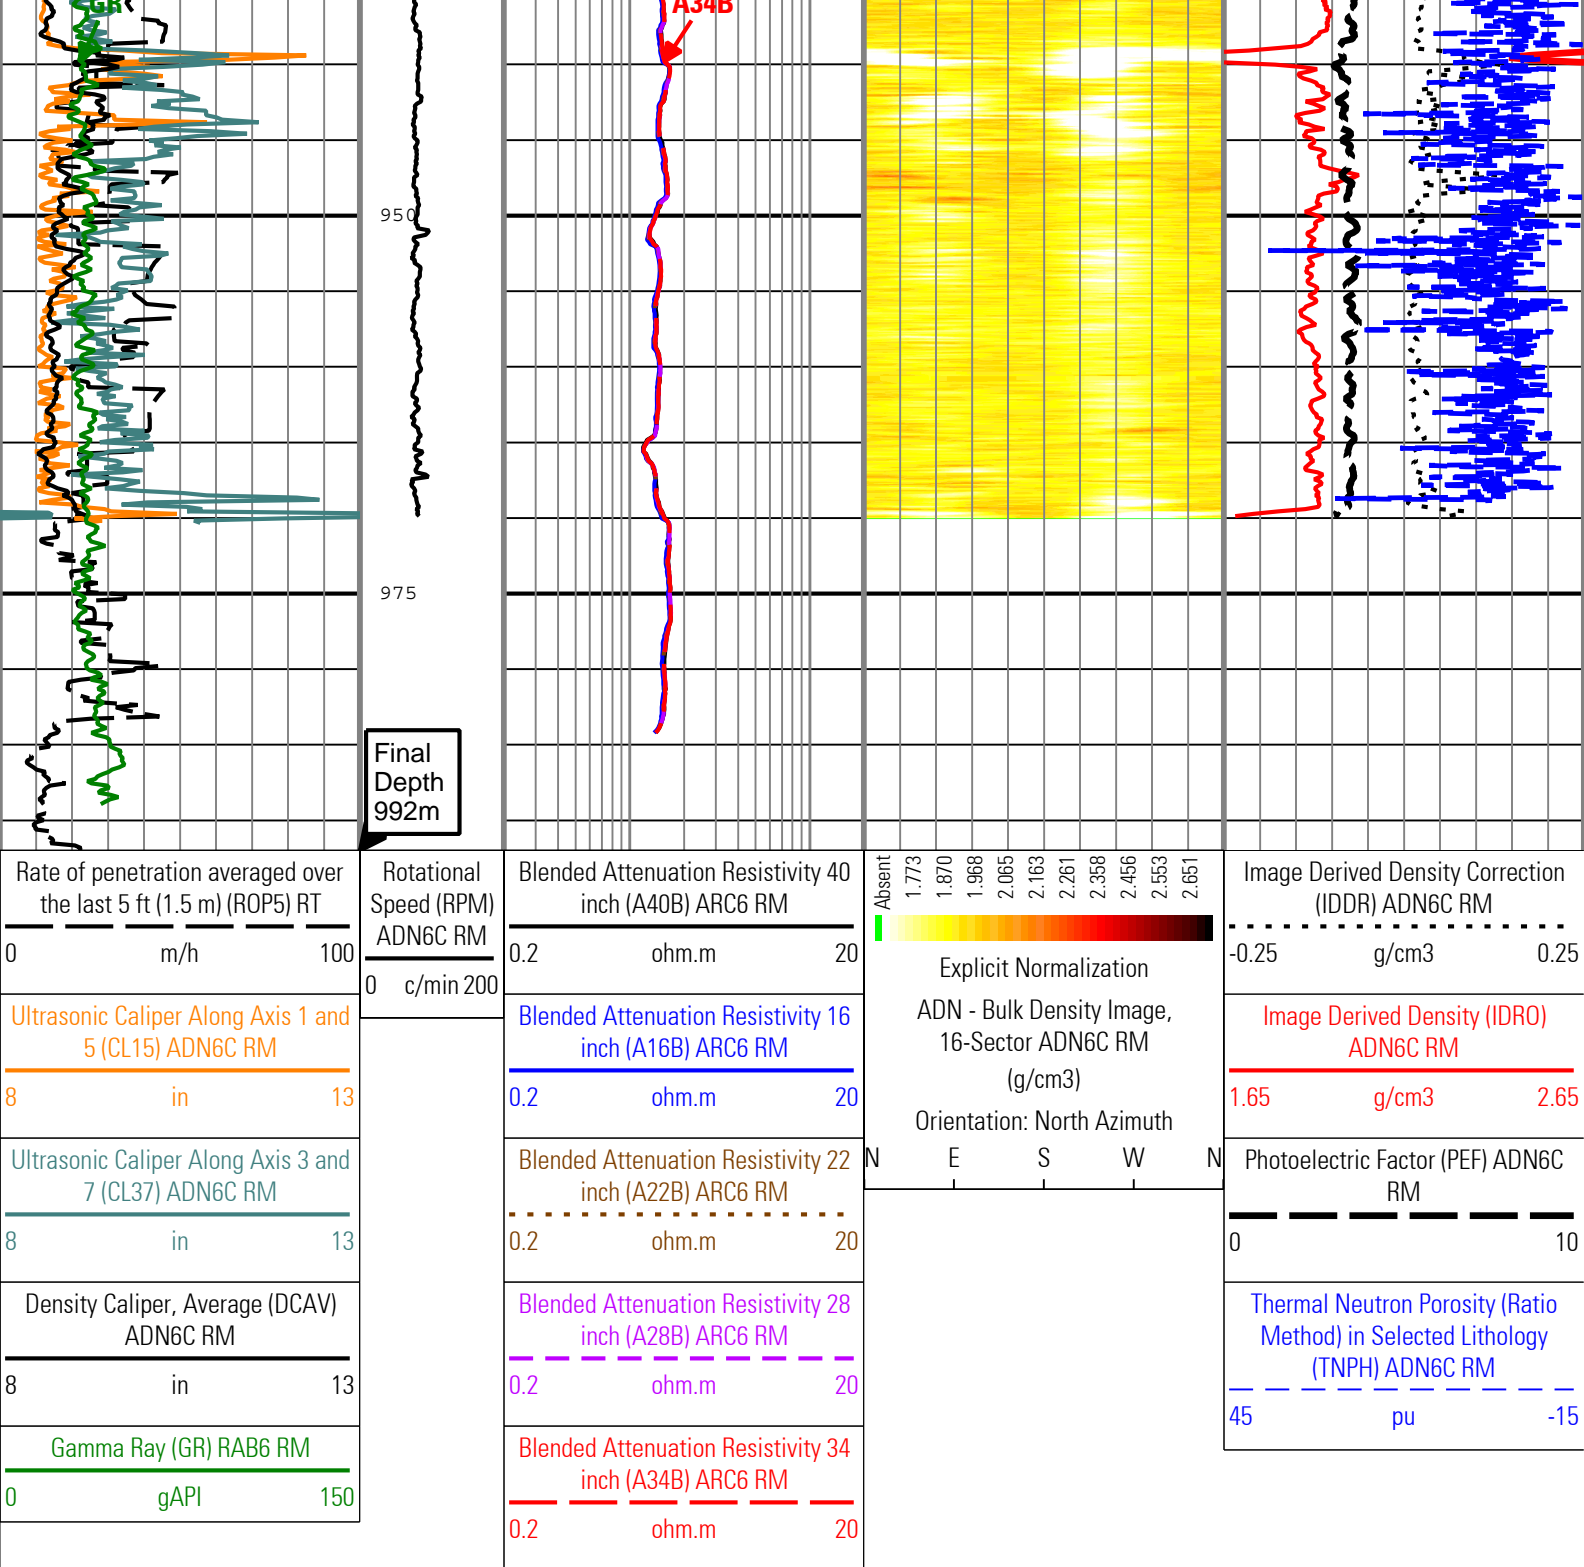 GR
A34B
950
975
Final
Depth
992m
Rate of penetration averaged over
the last 5 ft (1.5 m) (ROP5) RT
0 m/h 100
Ultrasonic Caliper Along Axis 1 and
5 (CL15) ADN6C RM
8 in 13
Ultrasonic Caliper Along Axis 3 and
7 (CL37) ADN6C RM
8 in 13
Density Caliper, Average (DCAV)
ADN6C RM
8 in 13
Gamma Ray (GR) RAB6 RM
0 gAPI 150
Rotational
Speed (RPM)
ADN6C RM
0 c/min 200
Blended Attenuation Resistivity 40
inch (A40B) ARC6 RM
0.2 ohm.m 20
Blended Attenuation Resistivity 16
inch (A16B) ARC6 RM
0.2 ohm.m 20
Blended Attenuation Resistivity 22
inch (A22B) ARC6 RM
0.2 ohm.m 20
Blended Attenuation Resistivity 28
inch (A28B) ARC6 RM
0.2 ohm.m 20
Blended Attenuation Resistivity 34
inch (A34B) ARC6 RM
0.2 ohm.m 20
Absent
1.773
1.870
1.968
2.065
2.163
2.261
2.358
2.456
2.553
2.651
Explicit Normalization
ADN - Bulk Density Image,
16-Sector ADN6C RM
(g/cm3)
Orientation: North Azimuth
N E S W N
Image Derived Density Correction
(IDDR) ADN6C RM
-0.25 g/cm3 0.25
Image Derived Density (IDRO)
ADN6C RM
1.65 g/cm3 2.65
Photoelectric Factor (PEF) ADN6C
RM
0 10
Thermal Neutron Porosity (Ratio
Method) in Selected Lithology
(TNPH) ADN6C RM
45 pu -15